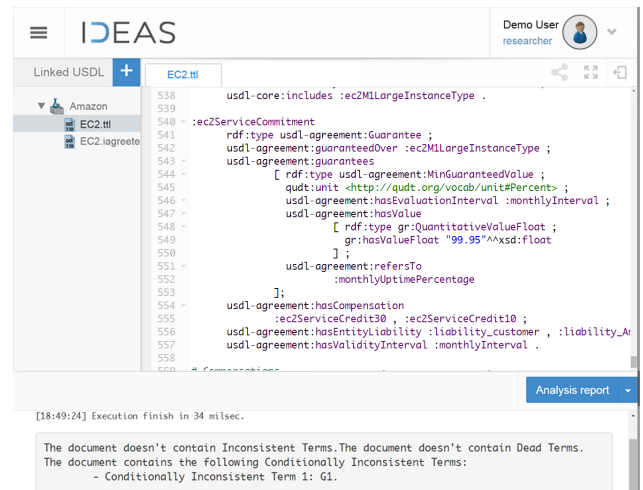 IDEAS
Demo User
researcher
Linked USDL
+
EC2.ttl
Amazon
EC2.ttl
EC2.iagreete
538 usdl-core:includes :ec2M1LargeInstanceType .
539
540 :ec2ServiceCommitment
541 rdf:type usdl-agreement:Guarantee ;
542 usdl-agreement:guaranteedOver :ec2M1LargeInstanceType ;
543 usdl-agreement:guarantees
544 [ rdf:type usdl-agreement:MinGuaranteedValue ;
545 qudt:unit <http://qudt.org/vocab/unit#Percent> ;
546 usdl-agreement:hasEvaluationInterval :monthlyInterval ;
547 usdl-agreement:hasValue
548 [ rdf:type gr:QuantitativeValueFloat ;
549 gr:hasValueFloat "99.95"^^xsd:float
550 ] ;
551 usdl-agreement:refersTo
552 :monthlyUptimePercentage
553 ];
554 usdl-agreement:hasCompensation
555 :ec2ServiceCredit30 , :ec2ServiceCredit10 ;
556 usdl-agreement:hasEntityLiability :liability_customer , :liability_A
557 usdl-agreement:hasValidityInterval :monthlyInterval .
558
559 # Compensations
Analysis report
[18:49:24] Execution finish in 34 milsec.
The document doesn't contain Inconsistent Terms.The document doesn't contain Dead Terms.
The document contains the following Conditionally Inconsistent Terms:
- Conditionally Inconsistent Term 1: G1.